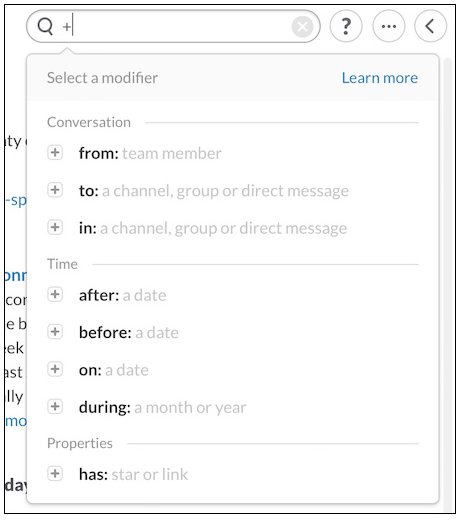 +
?
Select a modifier Learn more
Conversation
from: team member
to: a channel, group or direct message
in: a channel, group or direct message
Time
after: a date
before: a date
on: a date
during: a month or year
Properties
has: star or link